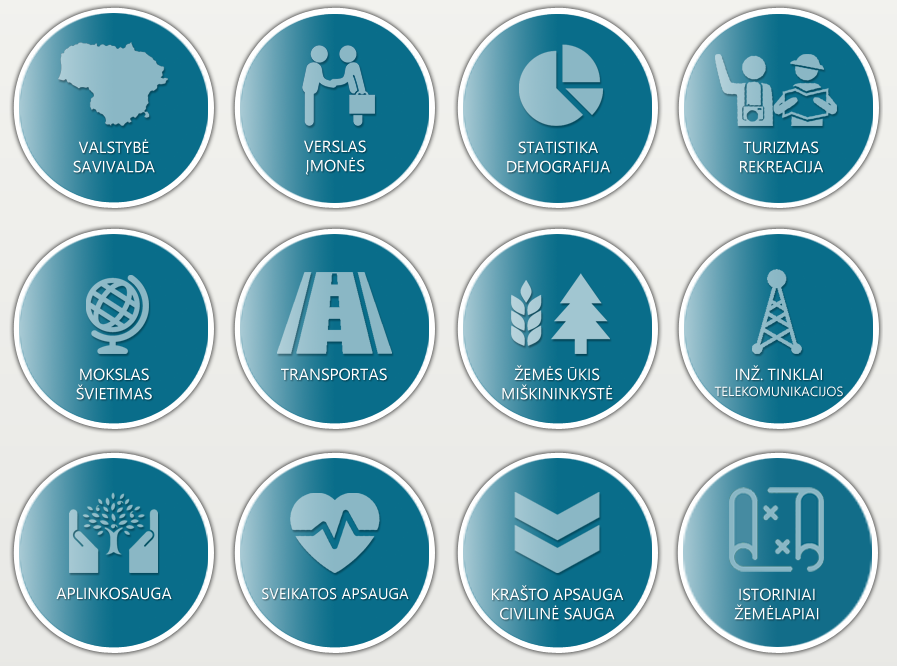 VALSTYBĖ
SAVIVALDA
VERSLAS
ĮMONĖS
STATISTIKA
DEMOGRAFIJA
TURIZMAS
REKREACIJA
MOKSLAS
ŠVIETIMAS
TRANSPORTAS
ŽEMĖS ŪKIS
MIŠKININKYSTĖ
INŽ. TINKLAI
TELEKOMUNIKACIJOS
APLINKOSAUGA
SVEIKATOS APSAUGA
KRAŠTO APSAUGA
CIVILINĖ SAUGA
ISTORINIAI
ŽEMĖLAPIAI